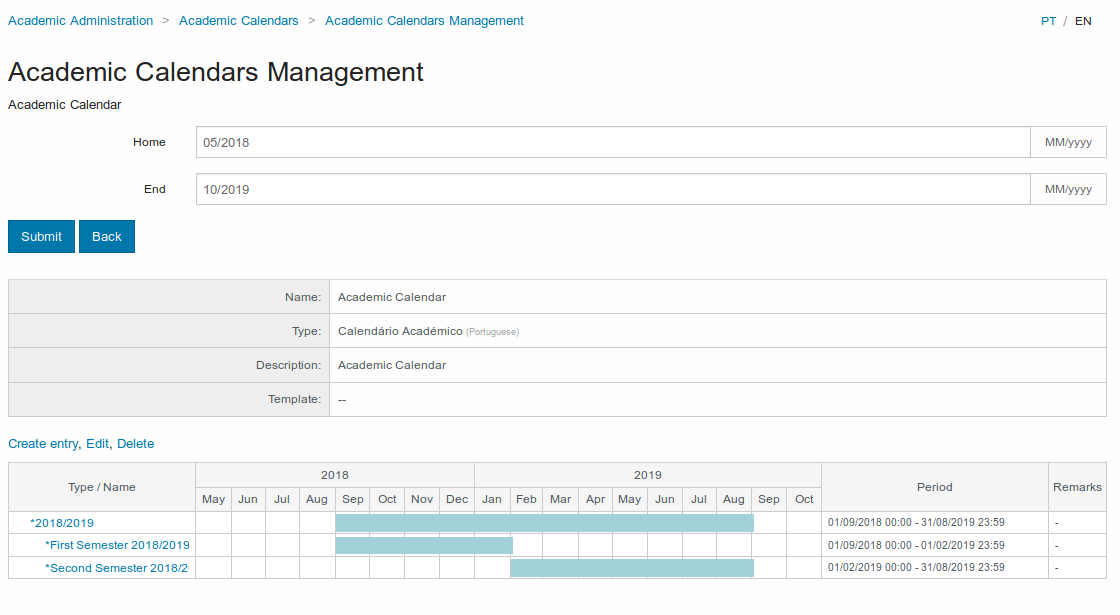 Academic Administration > Academic Calendars > Academic Calendars Management PT / EN
Academic Calendars Management
Academic Calendar
Home 05/2018 MM/yyyy
End 10/2019 MM/yyyy
Submit Back
Name: Academic Calendar
Type: Calendário Académico (Portuguese)
Description: Academic Calendar
Template: --
Create entry, Edit, Delete
Type / Name 2018 2019 Period Remarks
May Jun Jul Aug Sep Oct Nov Dec Jan Feb Mar Apr May Jun Jul Aug Sep Oct
*2018/2019 01/09/2018 00:00 - 31/08/2019 23:59 -
*First Semester 2018/2019 01/09/2018 00:00 - 01/02/2019 23:59 -
*Second Semester 2018/2 01/02/2019 00:00 - 31/08/2019 23:59 -